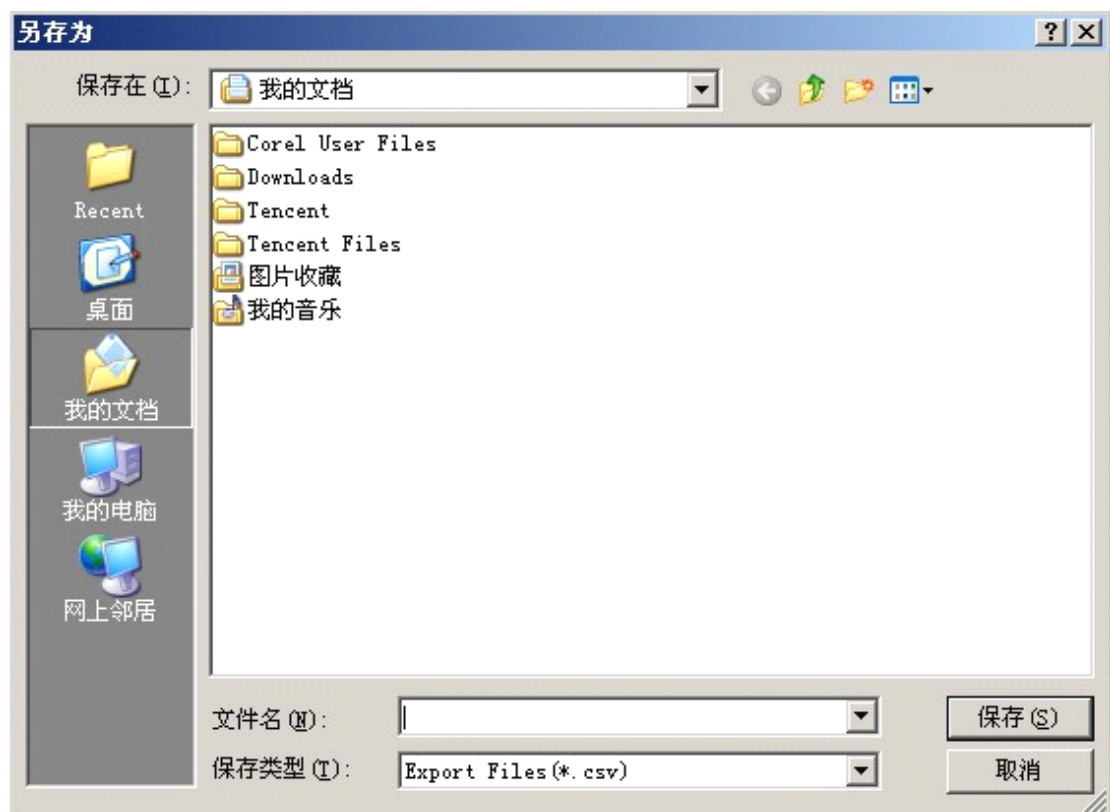 另存为
保存在(I):
我的文档
Corel User Files
Downloads
Tencent
Tencent Files
图片收藏
我的音乐
Recent
桌面
我的文档
我的电脑
网上邻居
文件名(N):
保存(S)
保存类型(T):
Export Files(*.csv)
取消